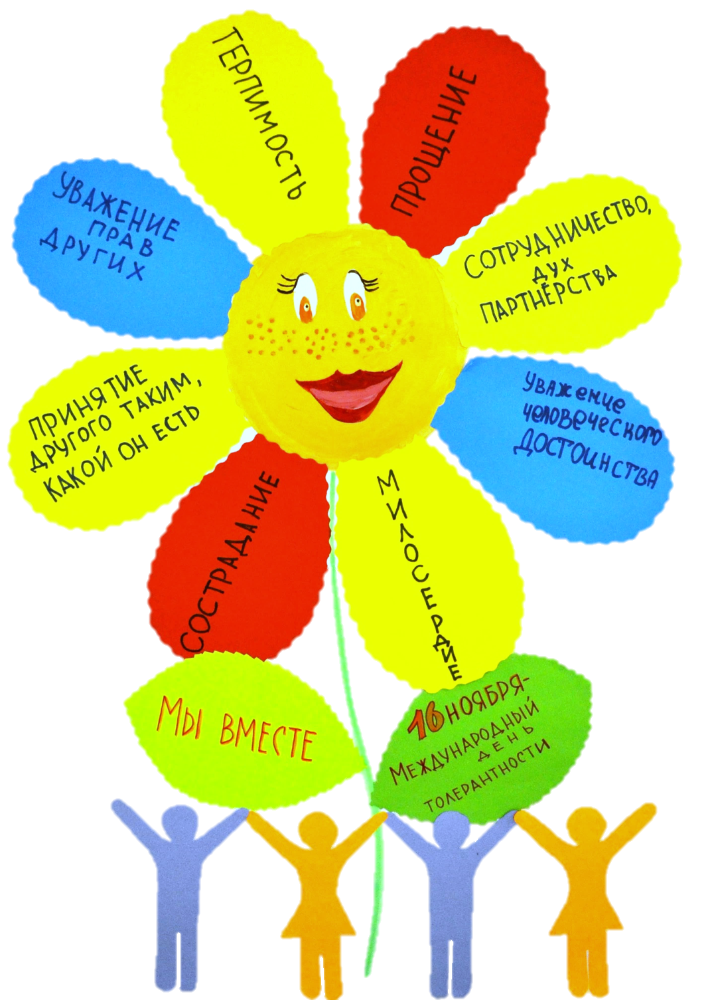 ТЕРПИМОСТЬ
ПРОЩЕНИЕ
СОТРУДНИЧЕСТВО,
ДУХ
ПАРТНЁРСТВА
УВАЖЕНИЕ
ЧЕЛОВЕЧЕСКОГО
ДОСТОИНСТВА
МИЛОСЕРДИЕ
СОСТРАДАНИЕ
ПРИНЯТИЕ
ДРУГОГО ТАКИМ,
КАКОЙ ОН ЕСТЬ
УВАЖЕНИЕ
ПРАВ
ДРУГИХ
МЫ ВМЕСТЕ
16 НОЯБРЯ-
МЕЖДУНАРОДНЫЙ
ДЕНЬ
ТОЛЕРАНТНОСТИ